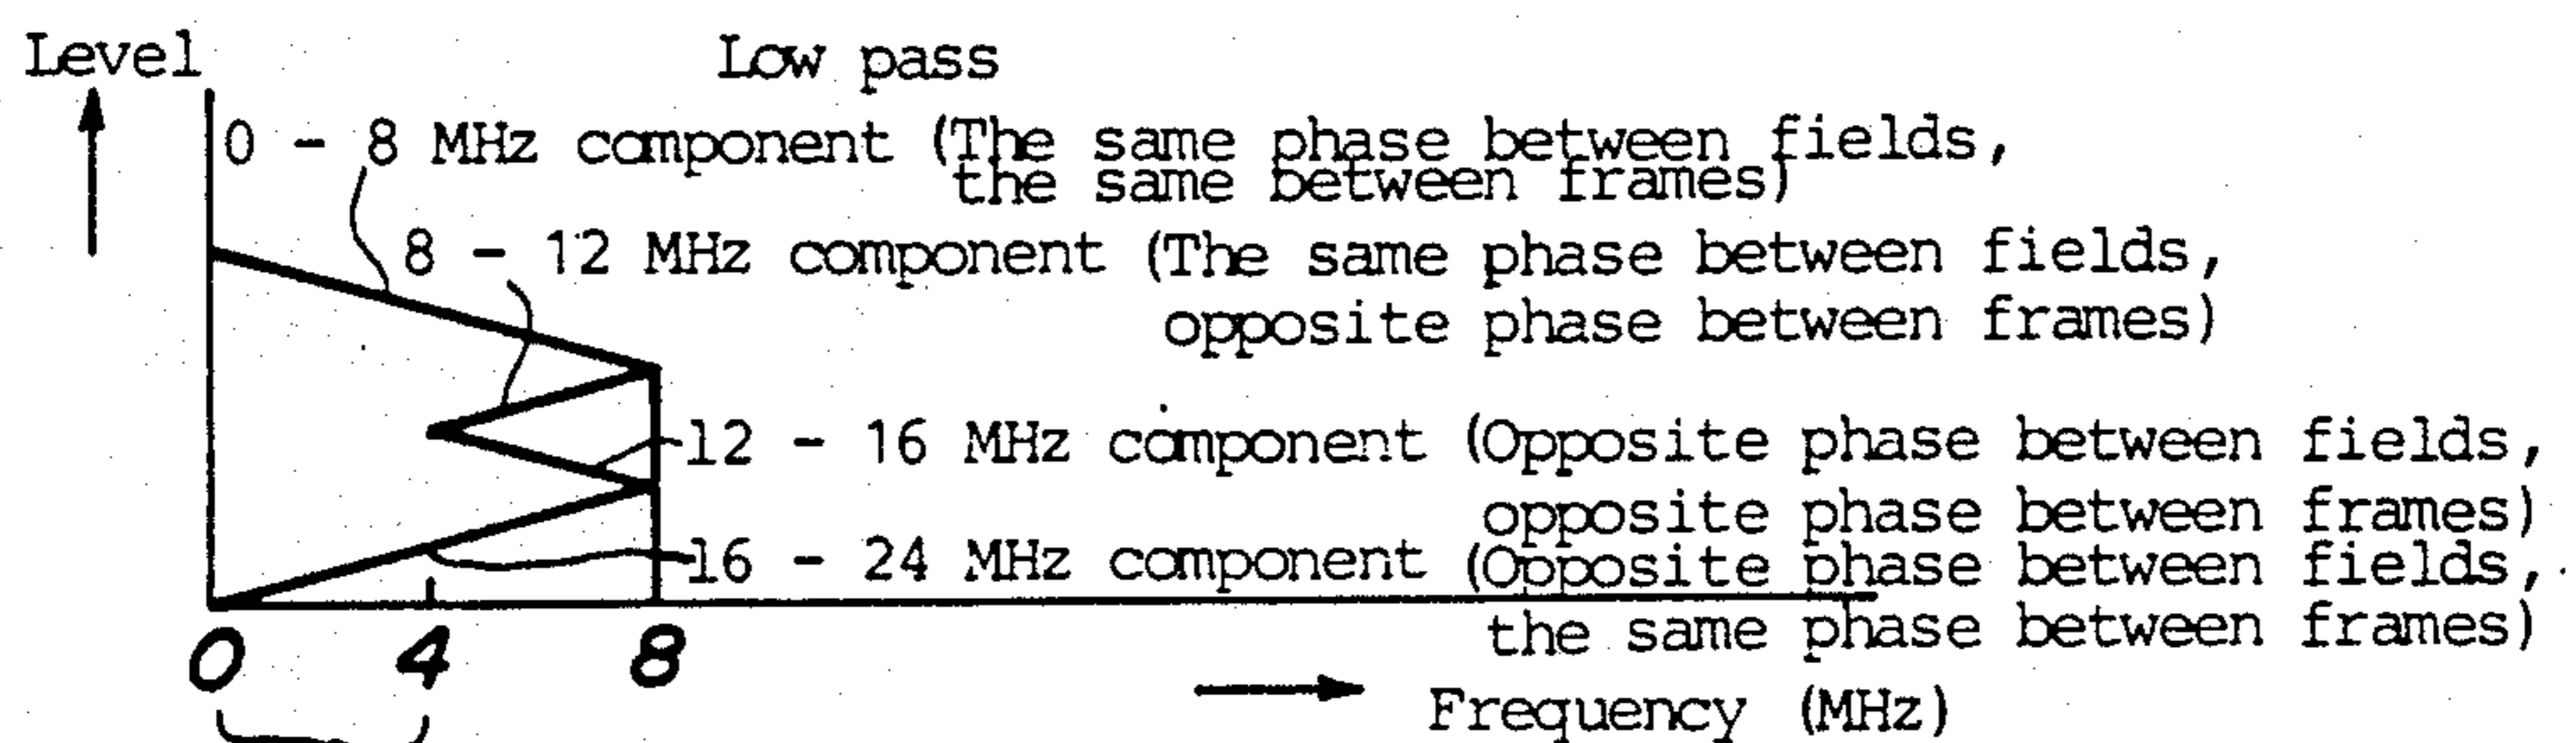 Level
Low pass
0 - 8 MHz component (The same phase between fields,
the same between frames)
8 - 12 MHz component (The same phase between fields,
opposite phase between frames)
12 - 16 MHz component (Opposite phase between fields,
opposite phase between frames)
16 - 24 MHz component (Opposite phase between fields,
the same phase between frames)
0 4 8
Frequency (MHz)